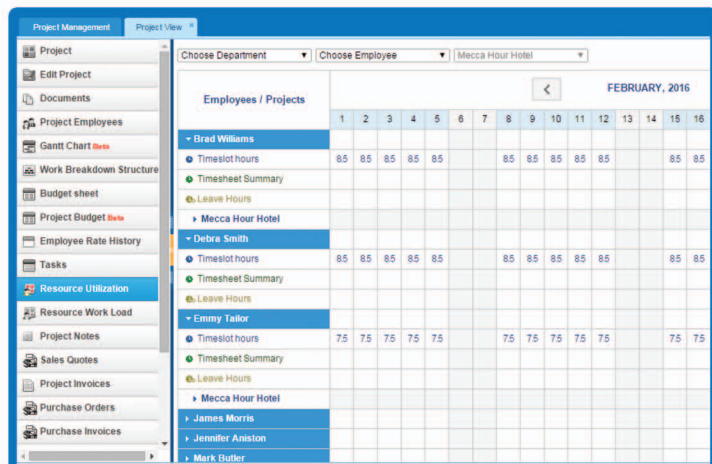 Project Management
Project View ×
Project
Edit Project
Documents
Project Employees
Gantt Chart Beta
Work Breakdown Structure
Budget sheet
Project Budget Beta
Employee Rate History
Tasks
Resource Utilization
Resource Work Load
Project Notes
Sales Quotes
Project Invoices
Purchase Orders
Purchase Invoices
Choose Department Choose Employee Mecca Hour Hotel
Employees / Projects
FEBRUARY, 2016
1 2 3 4 5 6 7 8 9 10 11 12 13 14 15 16
Brad Williams
Timeslot hours 8.5 8.5 8.5 8.5 8.5 8.5 8.5 8.5 8.5 8.5 8.5 8.5
Timesheet Summary
Leave Hours
Mecca Hour Hotel
Debra Smith
Timeslot hours 8.5 8.5 8.5 8.5 8.5 8.5 8.5 8.5 8.5 8.5 8.5 8.5
Timesheet Summary
Leave Hours
Emmy Tailor
Timeslot hours 7.5 7.5 7.5 7.5 7.5 7.5 7.5 7.5 7.5 7.5 7.5 7.5
Timesheet Summary
Leave Hours
Mecca Hour Hotel
James Morris
Jennifer Aniston
Mark Butler